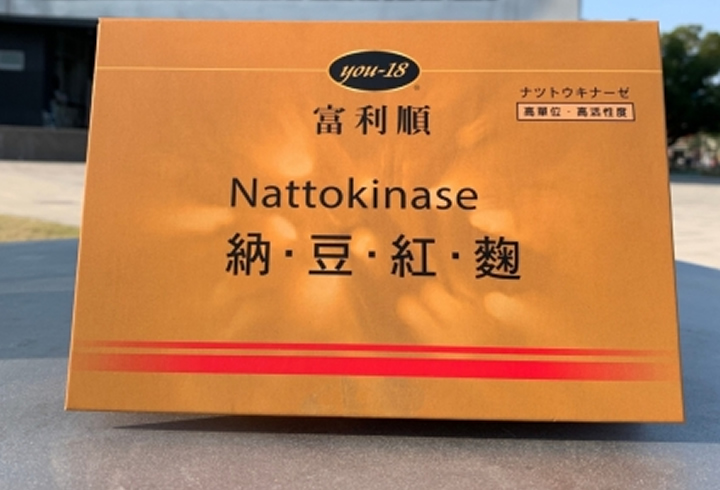 you-18
ナットウキナーゼ
高單位·高活性度
富利順
Nattokinase
納·豆·紅·麴